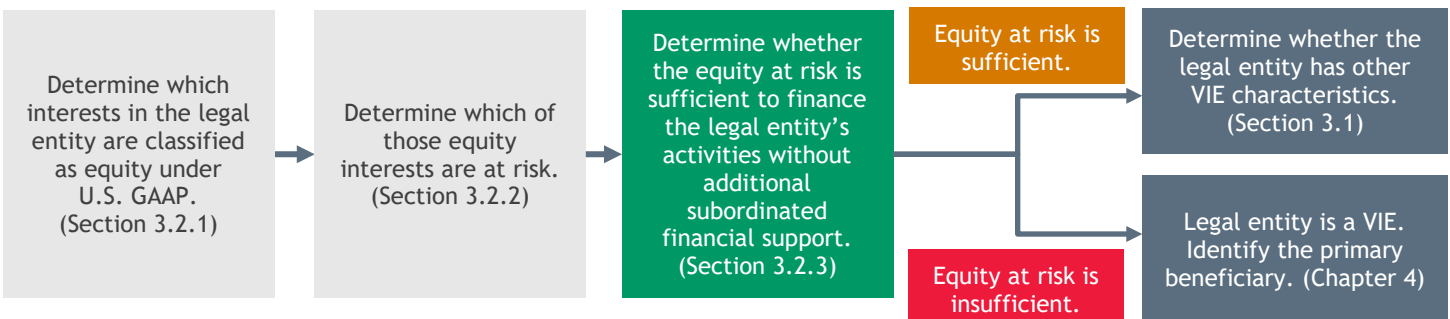 Determine which
interests in the legal
entity are classified
as equity under
U.S. GAAP.
(Section 3.2.1)
Determine which of
those equity
interests are at risk.
(Section 3.2.2)
Determine whether
the equity at risk is
sufficient to finance
the legal entity’s
activities without
additional
subordinated
financial support.
(Section 3.2.3)
Equity at risk is
sufficient.
Determine whether the
legal entity has other
VIE characteristics.
(Section 3.1)
Equity at risk is
insufficient.
Legal entity is a VIE.
Identify the primary
beneficiary. (Chapter 4)